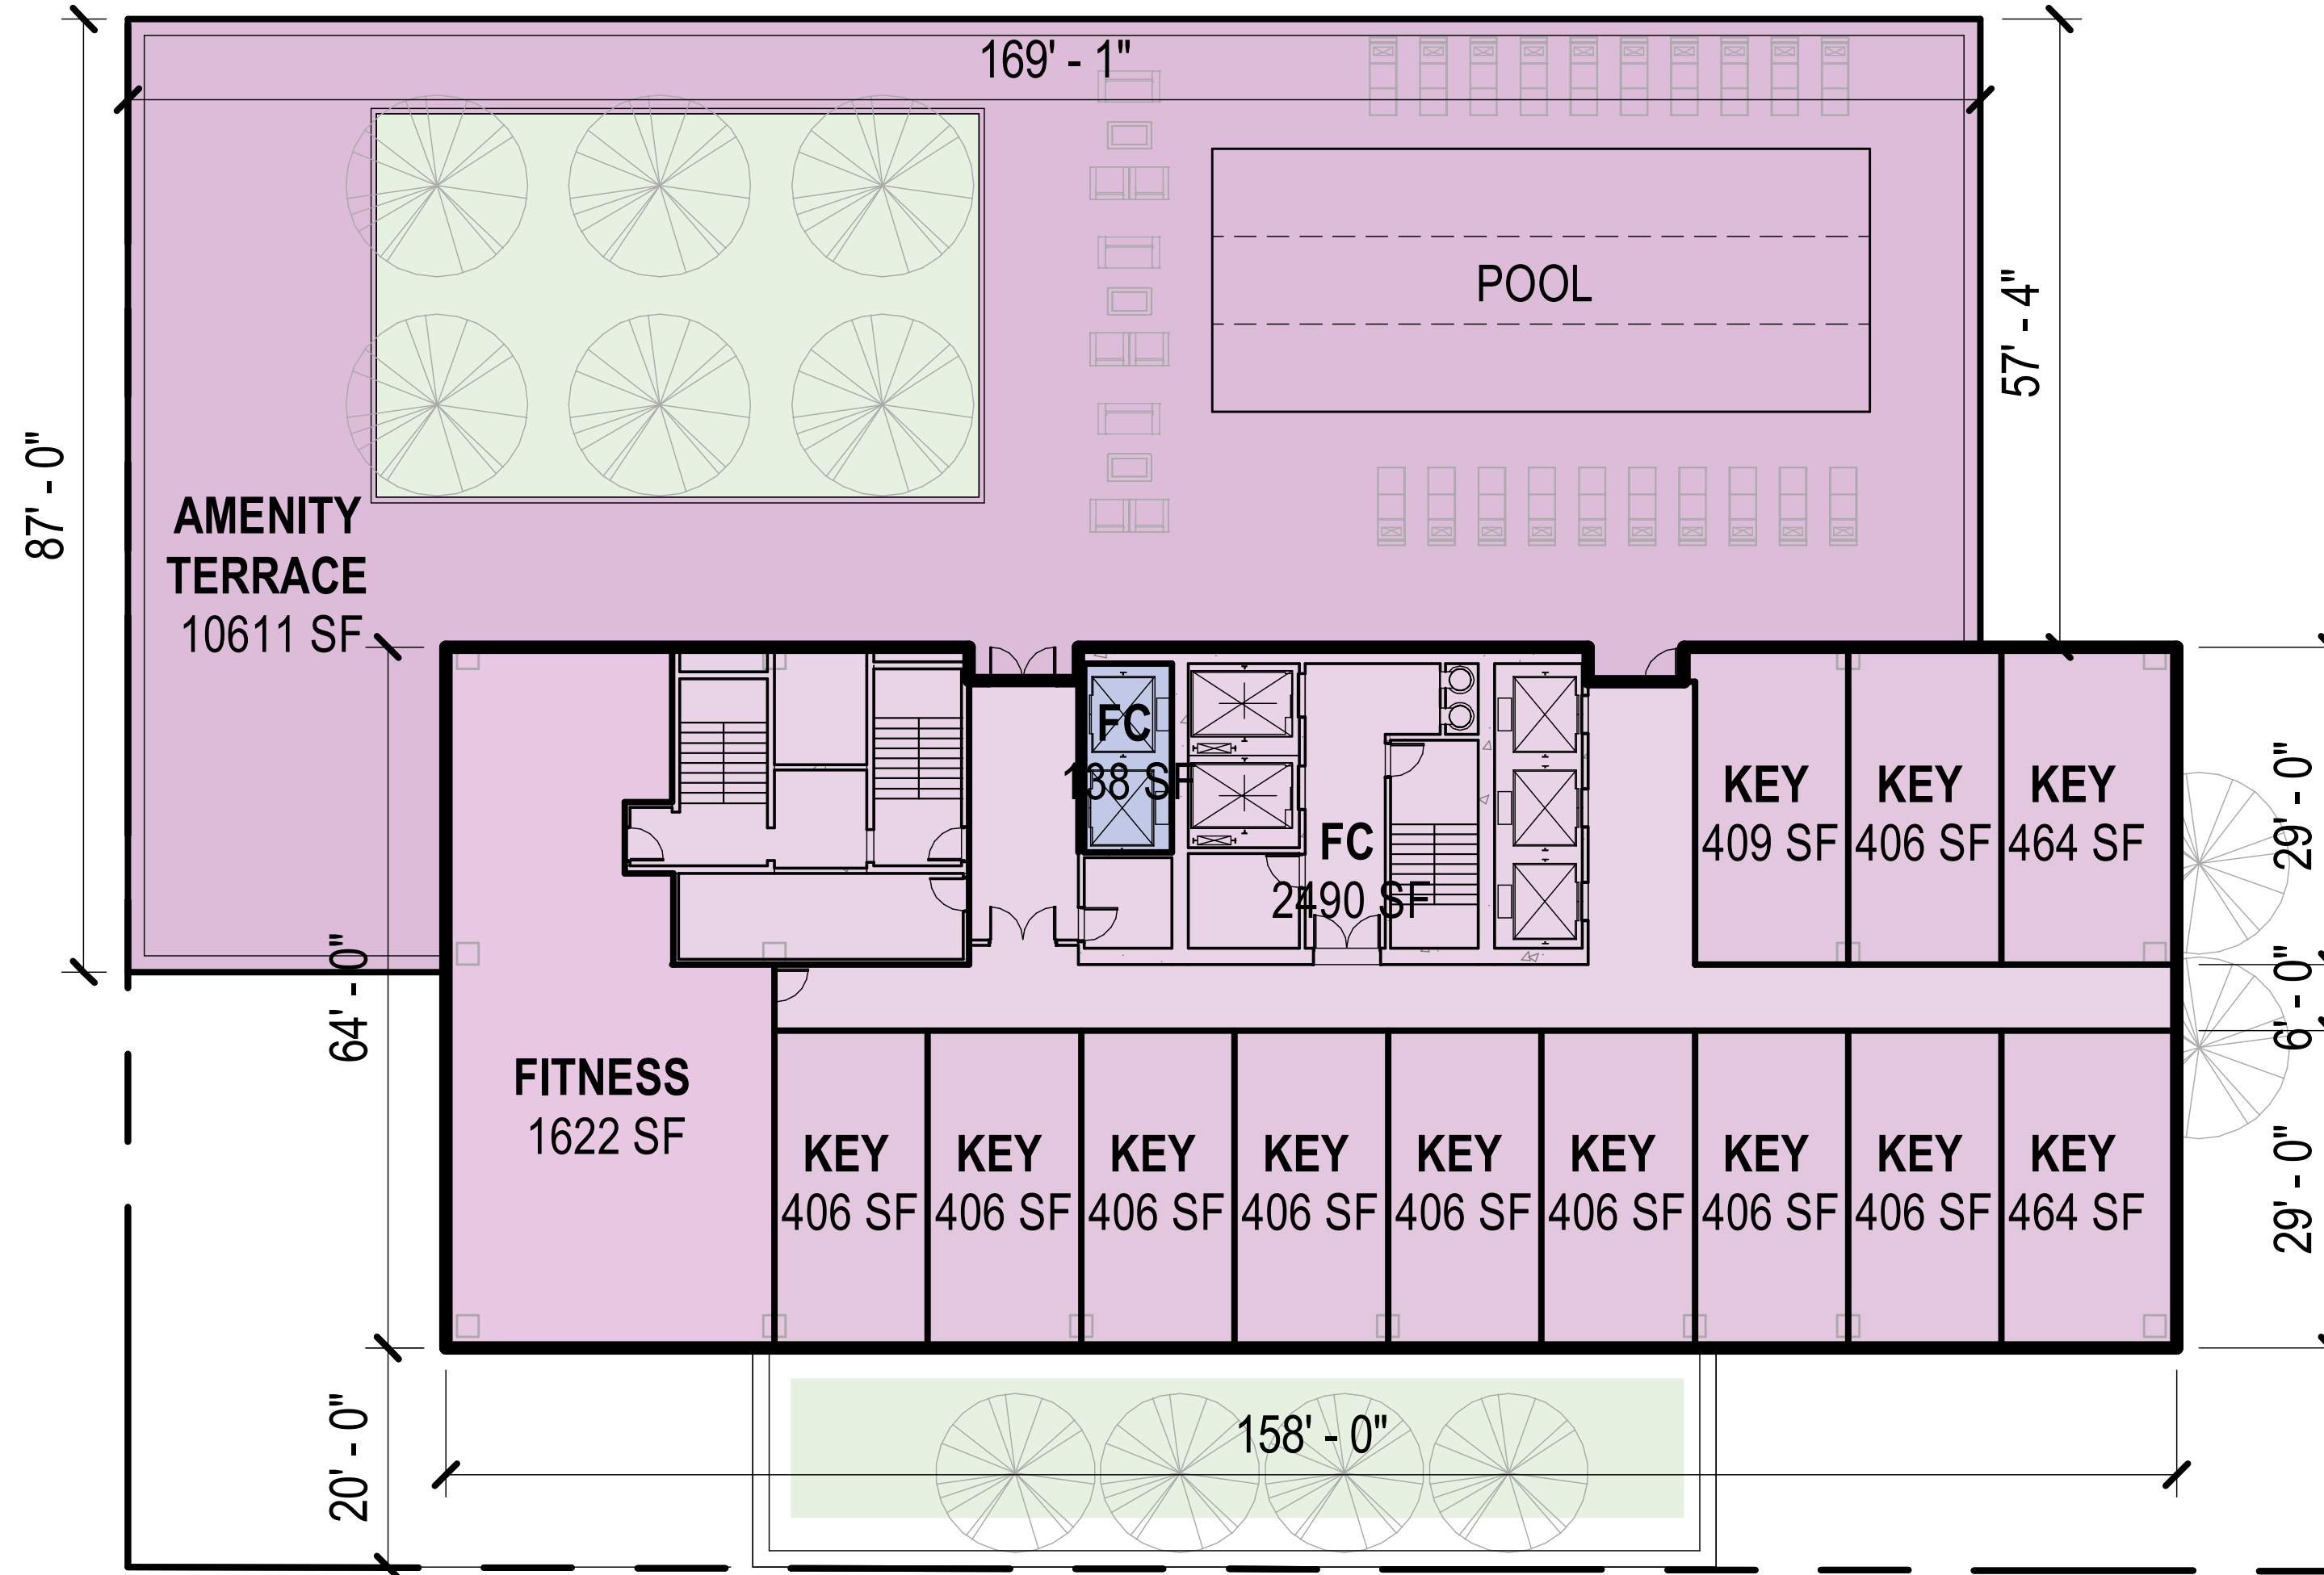 169' - 1"
POOL
57' - 4"
87' - 0"
AMENITY
TERRACE
10611 SF
FC
138 SF
FC
2490 SF
KEY
409 SF
KEY
406 SF
KEY
464 SF
29' - 0"
64' - 0"
6' - 0"
FITNESS
1622 SF
KEY
406 SF
KEY
406 SF
KEY
406 SF
KEY
406 SF
KEY
406 SF
KEY
406 SF
KEY
406 SF
KEY
406 SF
KEY
464 SF
29' - 0"
20' - 0"
158' - 0"